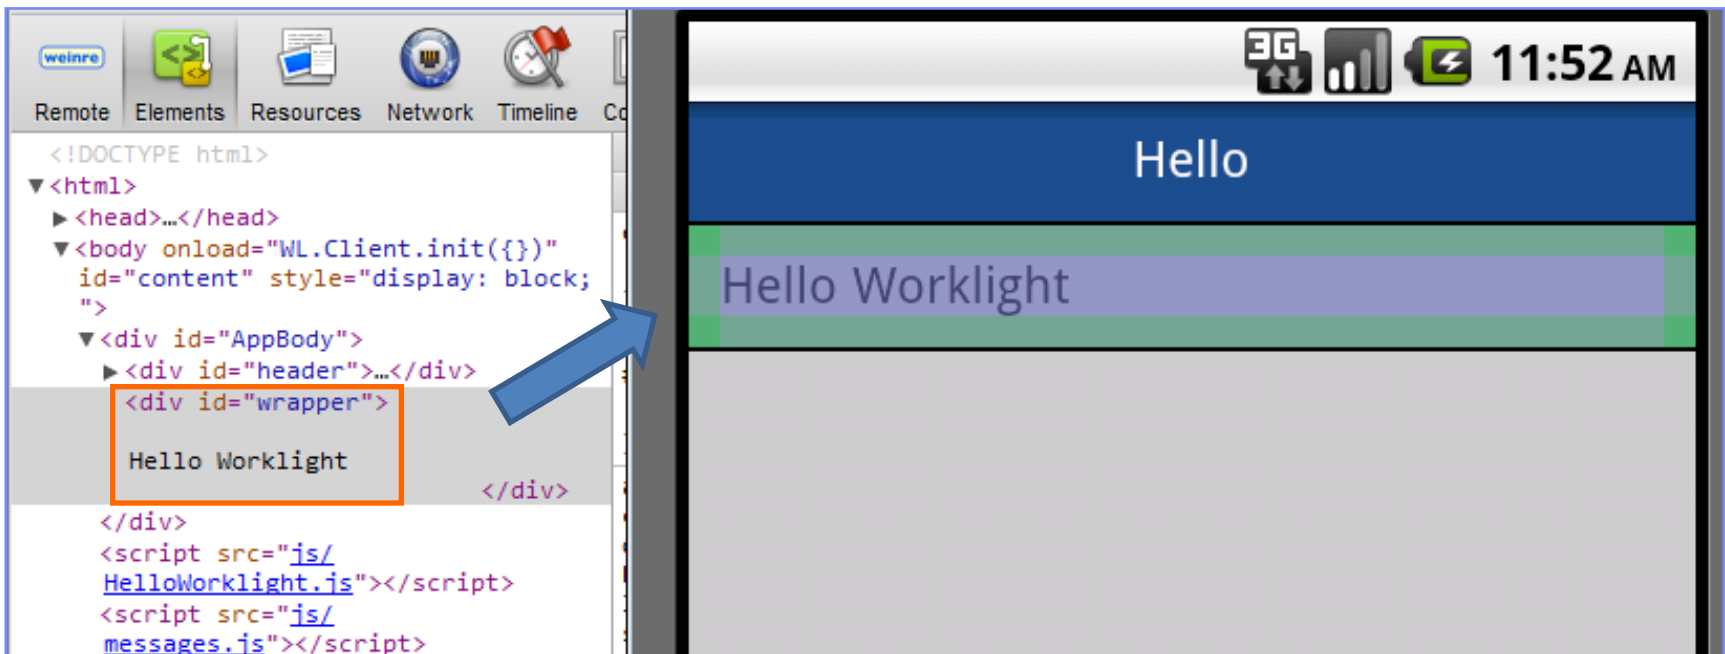 weinre
Remote Elements Resources Network Timeline
<!DOCTYPE html>
▼<html>
▶<head>…</head>
▼<body onload="WL.Client.init({})"
id="content" style="display: block;
">
▼<div id="AppBody">
▶<div id="header">…</div>
<div id="wrapper">
Hello Worklight
</div>
</div>
<script src="js/
HelloWorklight.js"></script>
<script src="js/
messages.js"></script>
3G 11:52 AM
Hello
Hello Worklight